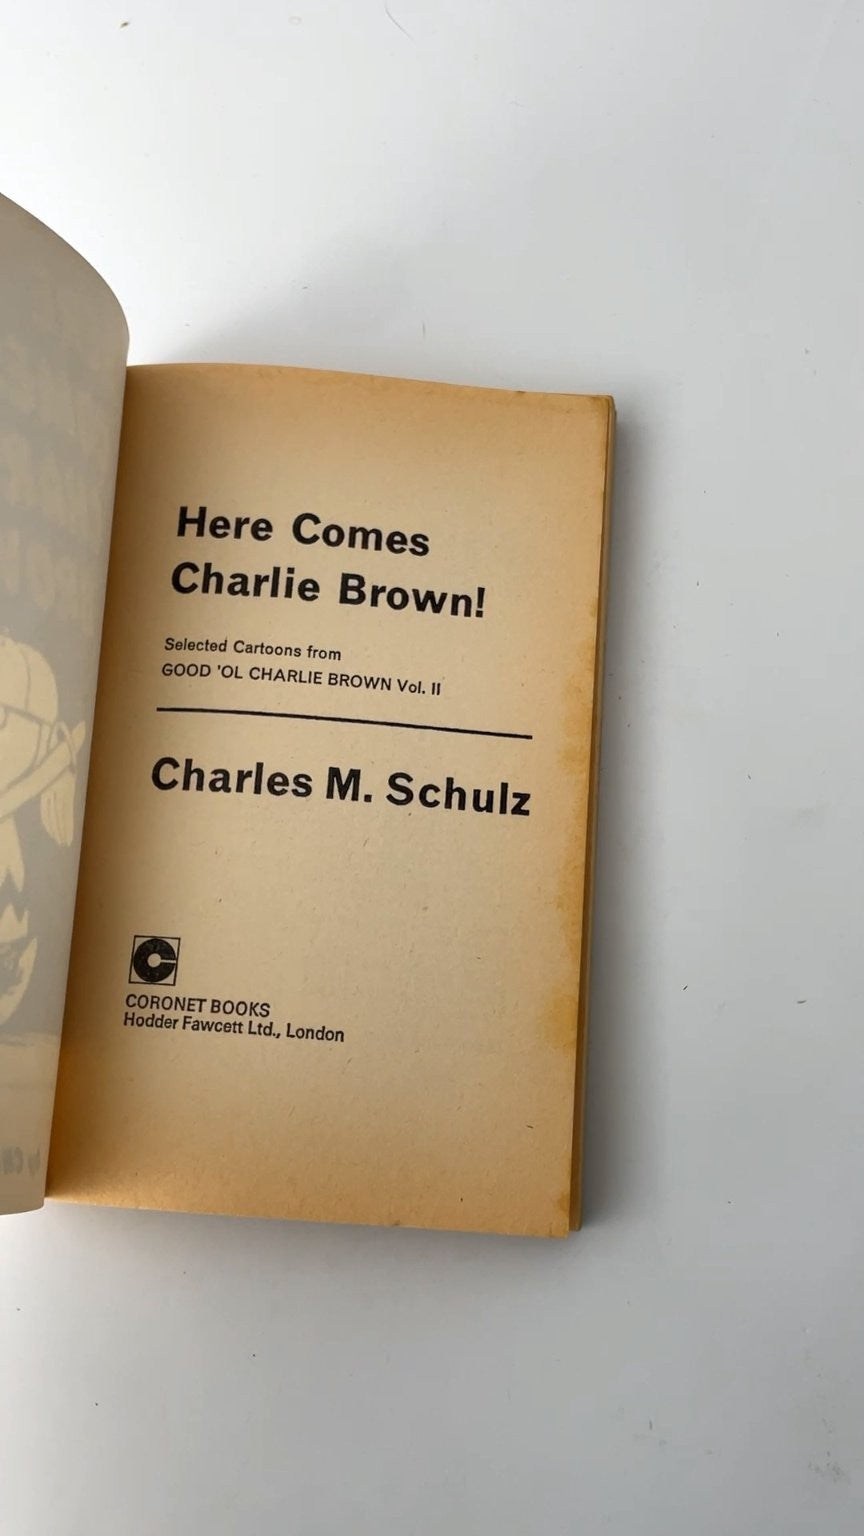 Here Comes
Charlie Brown!
Selected Cartoons from
GOOD 'OL CHARLIE BROWN Vol. II
Charles M. Schulz
CORONET BOOKS
Hodder Fawcett Ltd., London